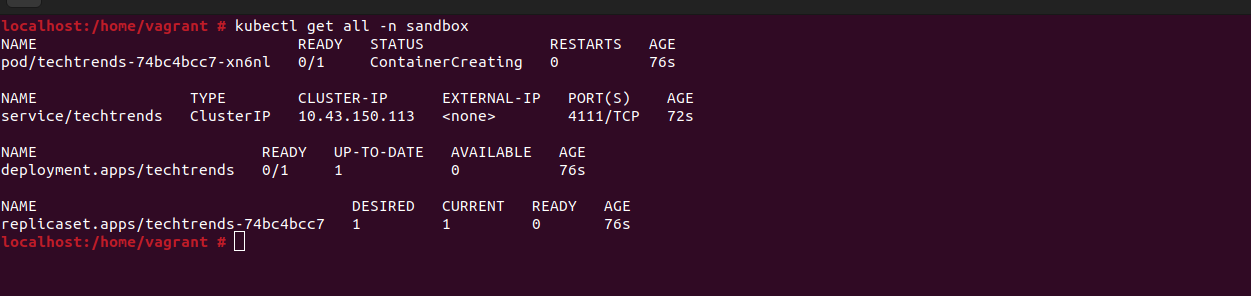 localhost:/home/vagrant # kubectl get all -n sandbox
NAME                             READY   STATUS              RESTARTS   AGE
pod/techtrends-74bc4bcc7-xn6nl   0/1     ContainerCreating   0          76s

NAME                 TYPE        CLUSTER-IP      EXTERNAL-IP   PORT(S)    AGE
service/techtrends   ClusterIP   10.43.150.113   <none>        4111/TCP   72s

NAME                         READY   UP-TO-DATE   AVAILABLE   AGE
deployment.apps/techtrends   0/1     1            0           76s

NAME                                   DESIRED   CURRENT   READY   AGE
replicaset.apps/techtrends-74bc4bcc7   1         1         0       76s
localhost:/home/vagrant #